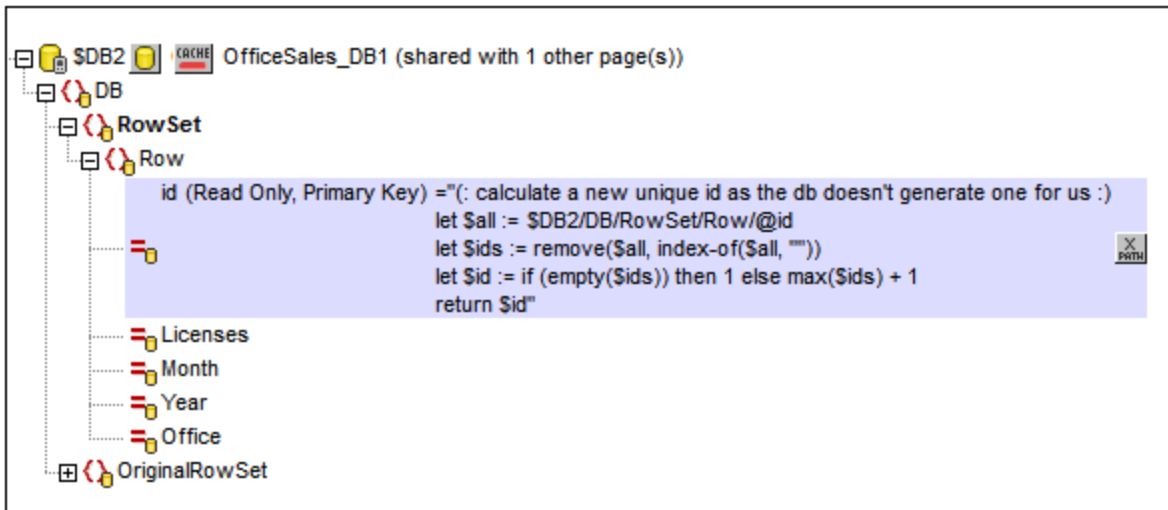 $DB2 CACHE OfficeSales_DB1 (shared with 1 other page(s))
DB
RowSet
Row
id (Read Only, Primary Key) ="(: calculate a new unique id as the db doesn't generate one for us :)
let $all := $DB2/DB/RowSet/Row/@id
let $ids := remove($all, index-of($all, ""))
let $id := if (empty($ids)) then 1 else max($ids) + 1
return $id"
X PATH
Licenses
Month
Year
Office
OriginalRowSet